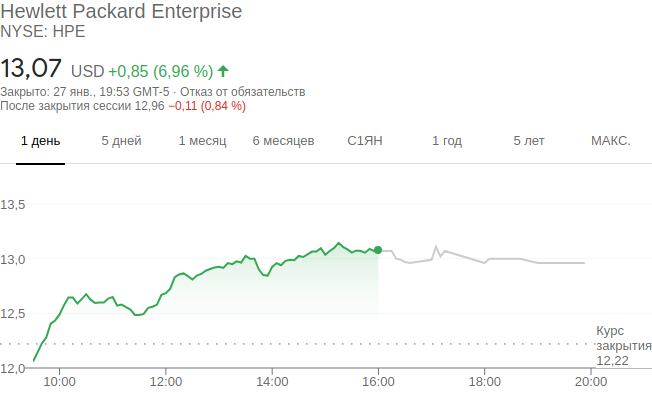 Hewlett Packard Enterprise
NYSE: HPE
13,07 USD +0,85 (6,96 %)
Закрыто: 27 янв., 19:53 GMT-5 · Отказ от обязательств
После закрытия сессии 12,96 −0,11 (0,84 %)
1 день 5 дней 1 месяц 6 месяцев С1ЯН 1 год 5 лет МАКС.
13,5
13,0
12,5
Курс
закрытия
12,22
12,0
10:00 12:00 14:00 16:00 18:00 20:00